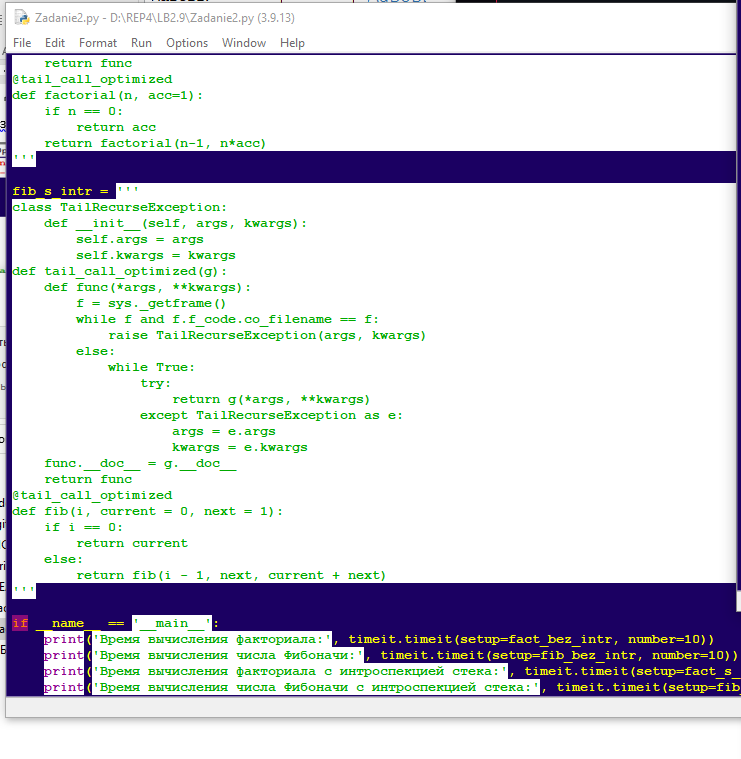 Zadanie2.py - D:\REP4\LB2.9\Zadanie2.py (3.9.13)
File Edit Format Run Options Window Help
    return func
@tail_call_optimized
def factorial(n, acc=1):
    if n == 0:
        return acc
    return factorial(n-1, n*acc)
'''
fib_s_intr = '''
class TailRecurseException:
    def __init__(self, args, kwargs):
        self.args = args
        self.kwargs = kwargs
def tail_call_optimized(g):
    def func(*args, **kwargs):
        f = sys._getframe()
        while f and f.f_code.co_filename == f:
            raise TailRecurseException(args, kwargs)
        else:
            while True:
                try:
                    return g(*args, **kwargs)
                except TailRecurseException as e:
                    args = e.args
                    kwargs = e.kwargs
    func.__doc__ = g.__doc__
    return func
@tail_call_optimized
def fib(i, current = 0, next = 1):
    if i == 0:
        return current
    else:
        return fib(i - 1, next, current + next)
'''
if __name__ == '__main__':
    print('Время вычисления факториала:', timeit.timeit(setup=fact_bez_intr, number=10))
    print('Время вычисления числа Фибоначи:', timeit.timeit(setup=fib_bez_intr, number=10))
    print('Время вычисления факториала с интроспекцией стека:', timeit.timeit(setup=fact_s_
    print('Время вычисления числа Фибоначи с интроспекцией стека:', timeit.timeit(setup=fib_